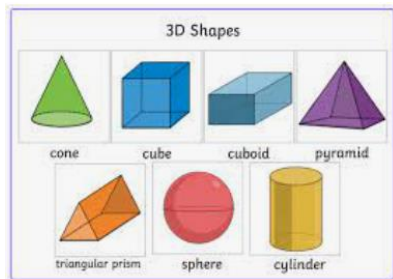 3D Shapes
cone cube cuboid pyramid
triangular prism sphere cylinder